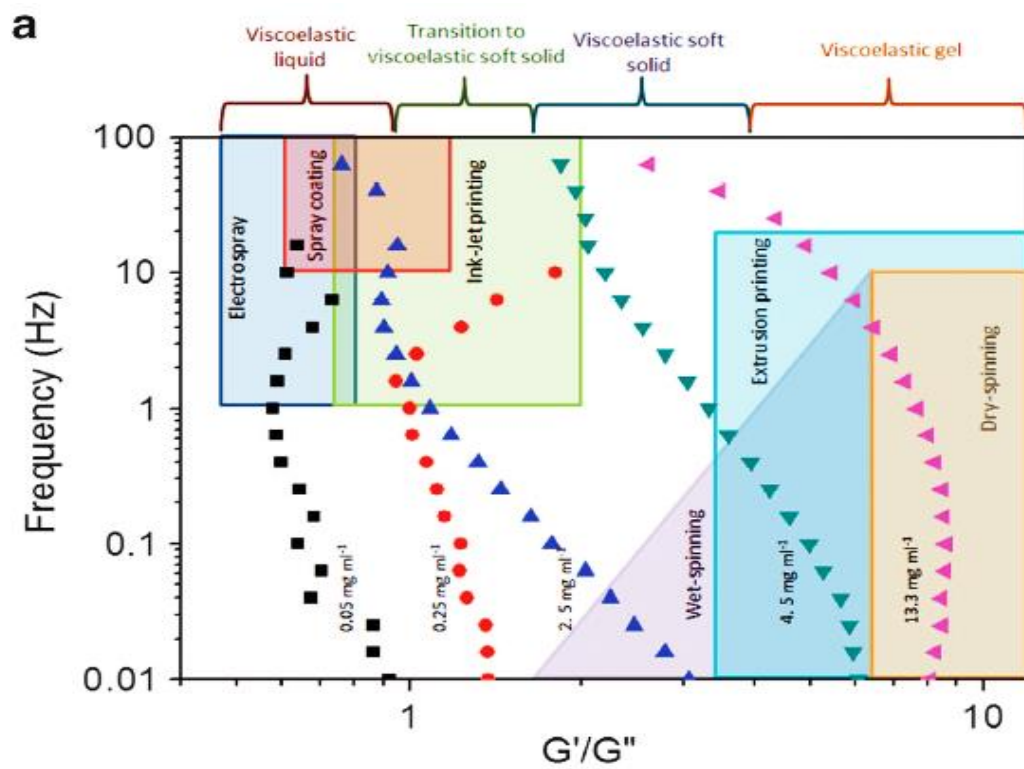 a
Viscoelastic
liquid
Transition to
viscoelastic soft solid
Viscoelastic soft
solid
Viscoelastic gel
100
10
1
0.1
0.01
Frequency (Hz)
Electrospray
Spray coating
Ink-Jet printing
Extrusion printing
Dry-spinning
Wet-spinning
0.05 mg ml⁻¹
0.25 mg ml⁻¹
2. 5 mg ml⁻¹
4. 5 mg ml⁻¹
13.3 mg ml⁻¹
1
10
G'/G"